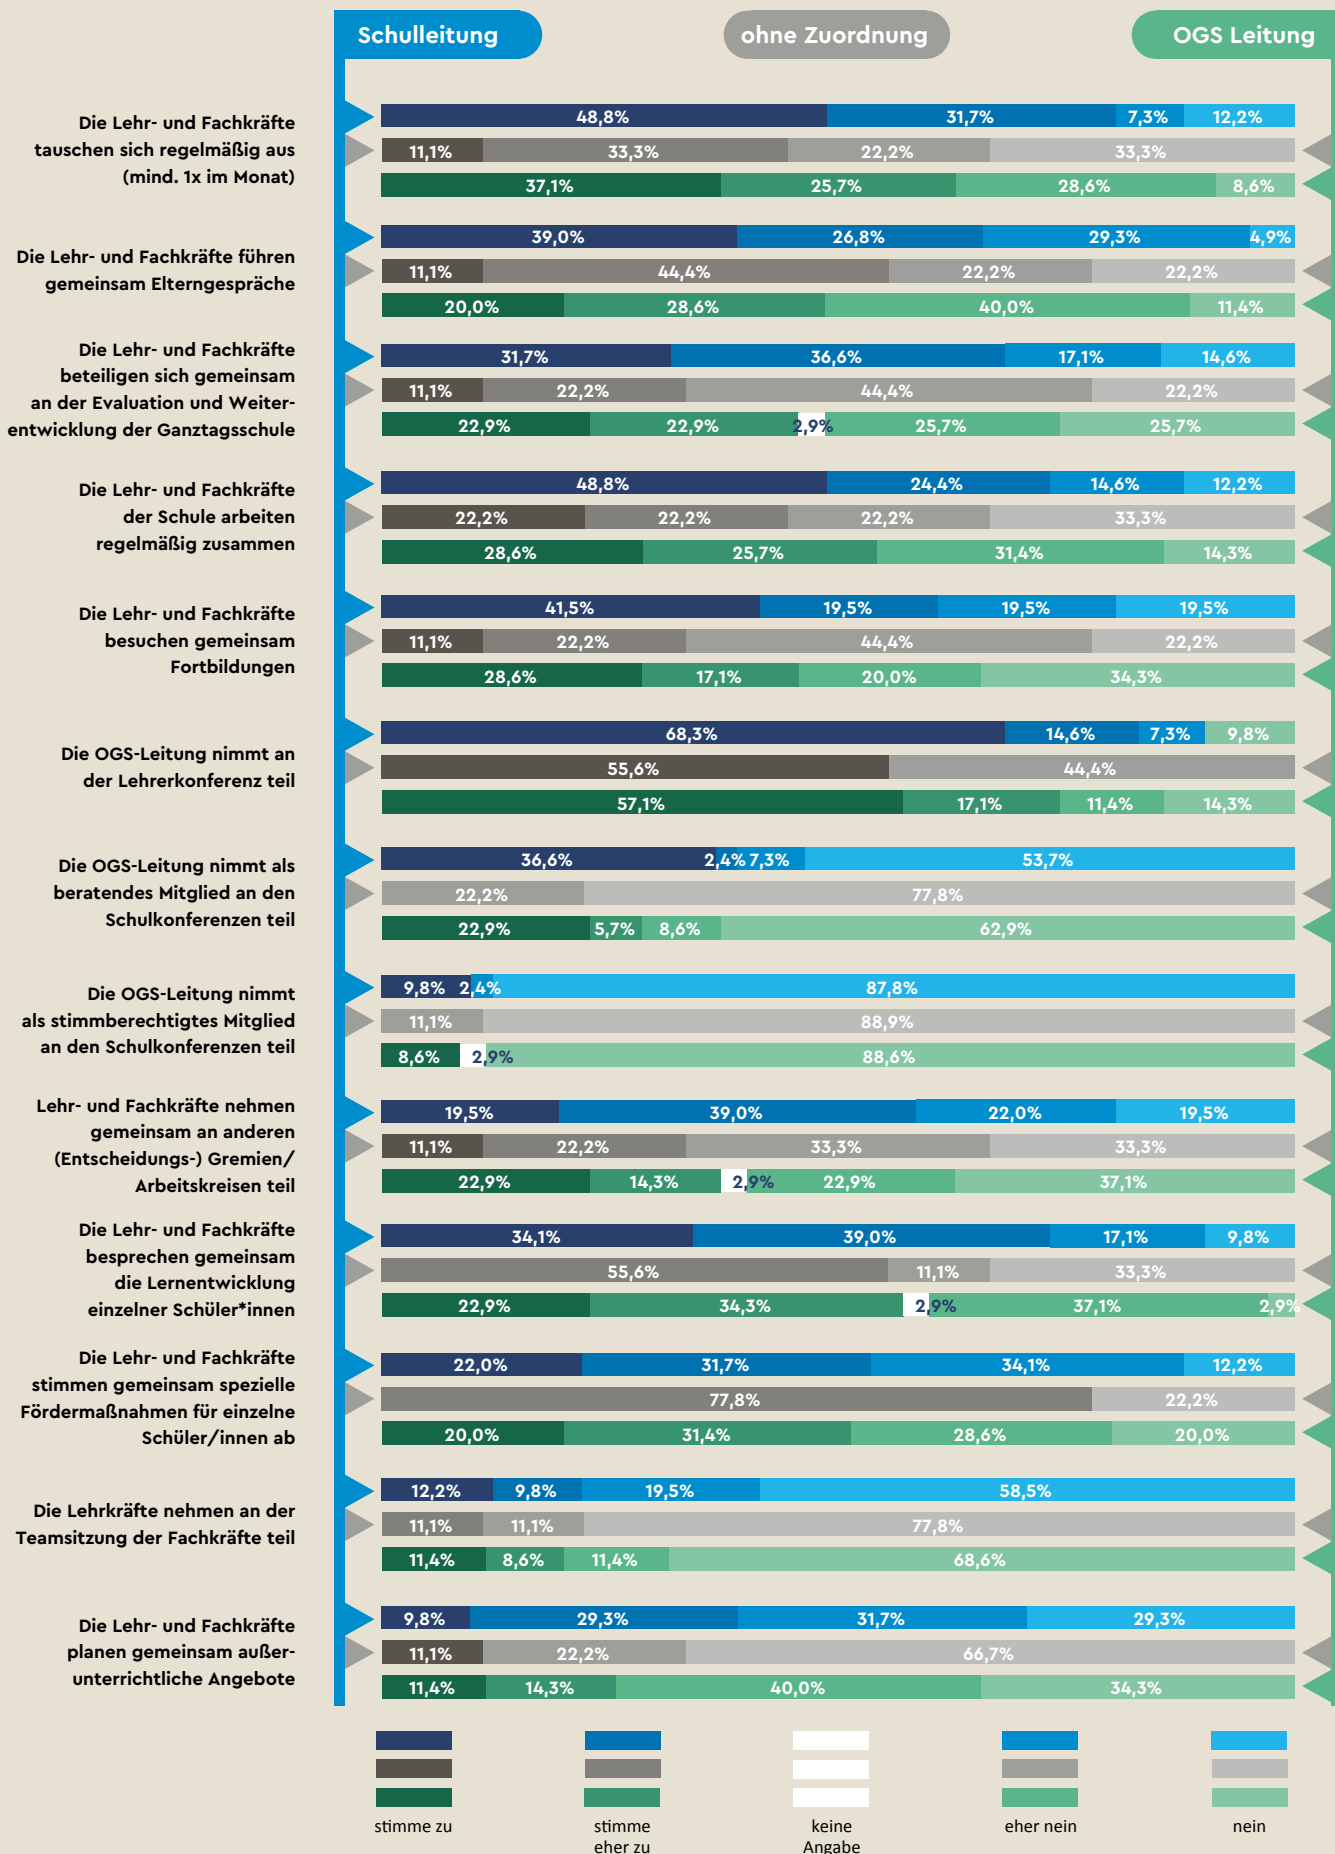 Schulleitung
ohne Zuordnung
OGS Leitung
Die Lehr- und Fachkräfte
tauschen sich regelmäßig aus
(mind. 1x im Monat)
48,8% 31,7% 7,3% 12,2%
11,1% 33,3% 22,2% 33,3%
37,1% 25,7% 28,6% 8,6%
Die Lehr- und Fachkräfte führen
gemeinsam Elterngespräche
39,0% 26,8% 29,3% 4,9%
11,1% 44,4% 22,2% 22,2%
20,0% 28,6% 40,0% 11,4%
Die Lehr- und Fachkräfte
beteiligen sich gemeinsam
an der Evaluation und Weiter-
entwicklung der Ganztagsschule
31,7% 36,6% 17,1% 14,6%
11,1% 22,2% 44,4% 22,2%
22,9% 22,9% 2,9% 25,7% 25,7%
Die Lehr- und Fachkräfte
der Schule arbeiten
regelmäßig zusammen
48,8% 24,4% 14,6% 12,2%
22,2% 22,2% 22,2% 33,3%
28,6% 25,7% 31,4% 14,3%
Die Lehr- und Fachkräfte
besuchen gemeinsam
Fortbildungen
41,5% 19,5% 19,5% 19,5%
11,1% 22,2% 44,4% 22,2%
28,6% 17,1% 20,0% 34,3%
Die OGS-Leitung nimmt an
der Lehrerkonferenz teil
68,3% 14,6% 7,3% 9,8%
55,6% 44,4%
57,1% 17,1% 11,4% 14,3%
Die OGS-Leitung nimmt als
beratendes Mitglied an den
Schulkonferenzen teil
36,6% 2,4% 7,3% 53,7%
22,2% 77,8%
22,9% 5,7% 8,6% 62,9%
Die OGS-Leitung nimmt
als stimmberechtigtes Mitglied
an den Schulkonferenzen teil
9,8% 2,4% 87,8%
11,1% 88,9%
8,6% 2,9% 88,6%
Lehr- und Fachkräfte nehmen
gemeinsam an anderen
(Entscheidungs-) Gremien/
Arbeitskreisen teil
19,5% 39,0% 22,0% 19,5%
11,1% 22,2% 33,3% 33,3%
22,9% 14,3% 2,9% 22,9% 37,1%
Die Lehr- und Fachkräfte
besprechen gemeinsam
die Lernentwicklung
einzelner Schüler*innen
34,1% 39,0% 17,1% 9,8%
55,6% 11,1% 33,3%
22,9% 34,3% 2,9% 37,1% 2,9%
Die Lehr- und Fachkräfte
stimmen gemeinsam spezielle
Fördermaßnahmen für einzelne
Schüler/innen ab
22,0% 31,7% 34,1% 12,2%
77,8% 22,2%
20,0% 31,4% 28,6% 20,0%
Die Lehrkräfte nehmen an der
Teamsitzung der Fachkräfte teil
12,2% 9,8% 19,5% 58,5%
11,1% 11,1% 77,8%
11,4% 8,6% 11,4% 68,6%
Die Lehr- und Fachkräfte
planen gemeinsam außer-
unterrichtliche Angebote
9,8% 29,3% 31,7% 29,3%
11,1% 22,2% 66,7%
11,4% 14,3% 40,0% 34,3%
stimme zu
stimme
eher zu
keine
Angabe
eher nein
nein